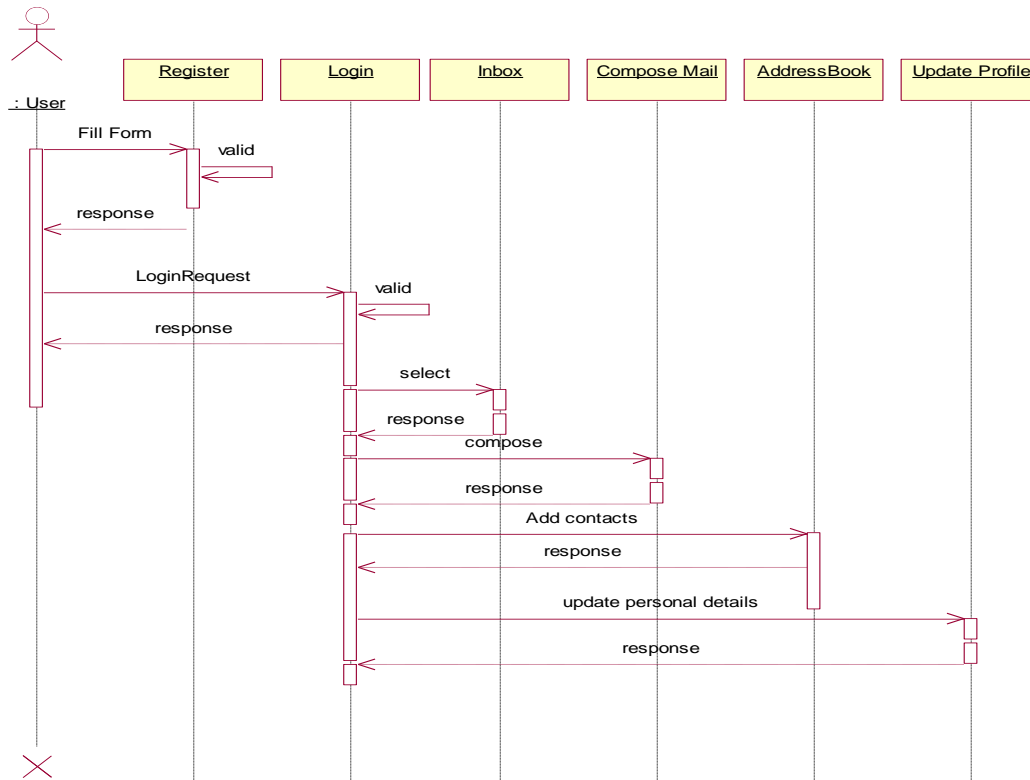 Register
Login
Inbox
Compose Mail
AddressBook
Update Profile
: User
Fill Form
valid
response
LoginRequest
valid
response
select
response
compose
response
Add contacts
response
update personal details
response